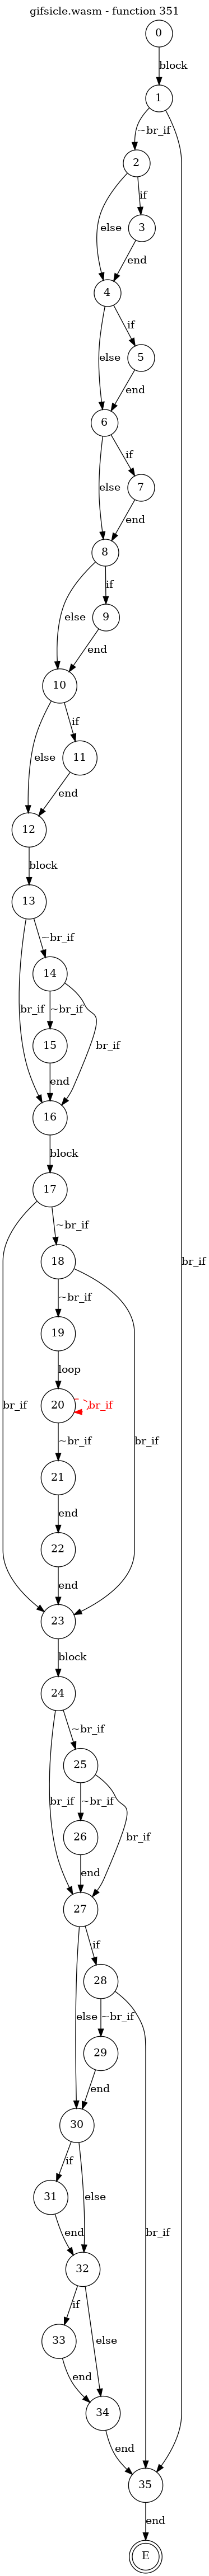 gifsicle.wasm - function 351
0
block
1
~br_if
2
if
else
3
end
4
br_if
if
else
5
end
6
if
else
7
end
8
if
else
9
end
10
if
else
11
end
12
block
13
~br_if
br_if
14
~br_if
br_if
15
end
16
block
17
~br_if
br_if
18
~br_if
br_if
19
loop
20
br_if
~br_if
21
end
22
end
23
block
24
~br_if
br_if
25
~br_if
br_if
26
end
27
if
else
28
~br_if
br_if
29
end
30
if
else
31
end
32
if
else
33
end
34
end
35
end
E